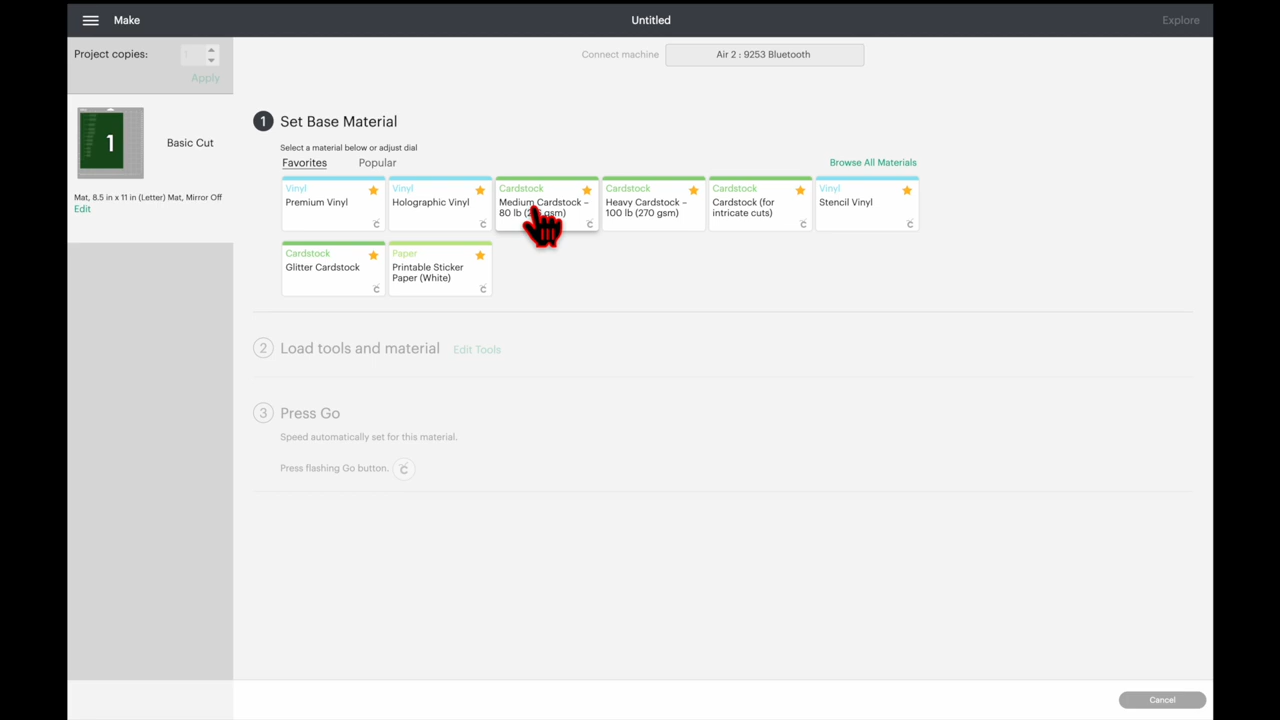 Make
Untitled
Explore
Project copies:
1
Apply
Connect machine
Air 2 : 9253 Bluetooth
1
Basic Cut
Mat, 8.5 in x 11 in (Letter) Mat, Mirror Off
Edit
1 Set Base Material
Select a material below or adjust dial
Favorites
Popular
Browse All Materials
Vinyl
Premium Vinyl
Vinyl
Holographic Vinyl
Cardstock
Medium Cardstock –
80 lb gsm)
Cardstock
Heavy Cardstock –
100 lb (270 gsm)
Cardstock
Cardstock (for
intricate cuts)
Vinyl
Stencil Vinyl
Cardstock
Glitter Cardstock
Paper
Printable Sticker
Paper (White)
2 Load tools and material Edit Tools
3 Press Go
Speed automatically set for this material.
Press flashing Go button.
Cancel